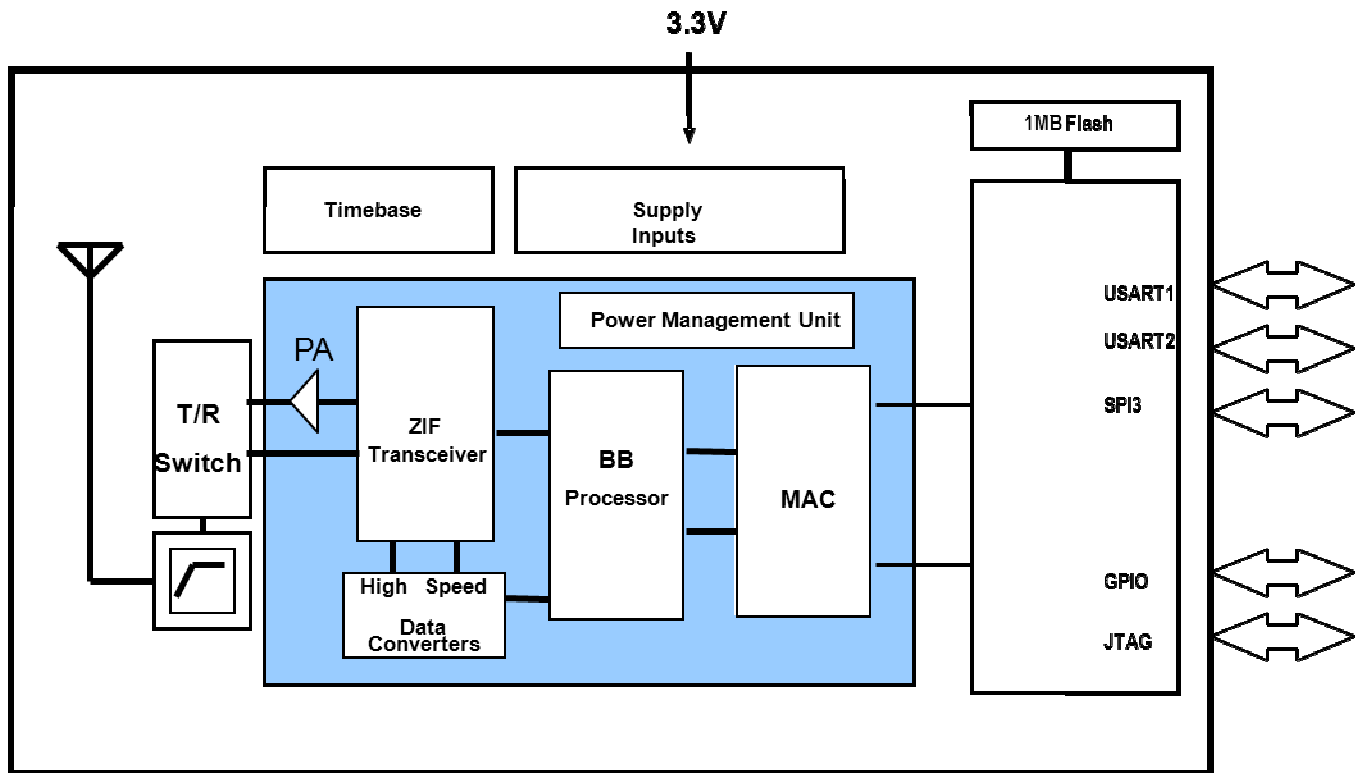 3.3V
1MB Flash
Timebase
Supply
Inputs
Power Management Unit
PA
T/R
Switch
ZIF
Transceiver
BB
Processor
MAC
High Speed
Data
Converters
USART1
USART2
SPI3
GPIO
JTAG